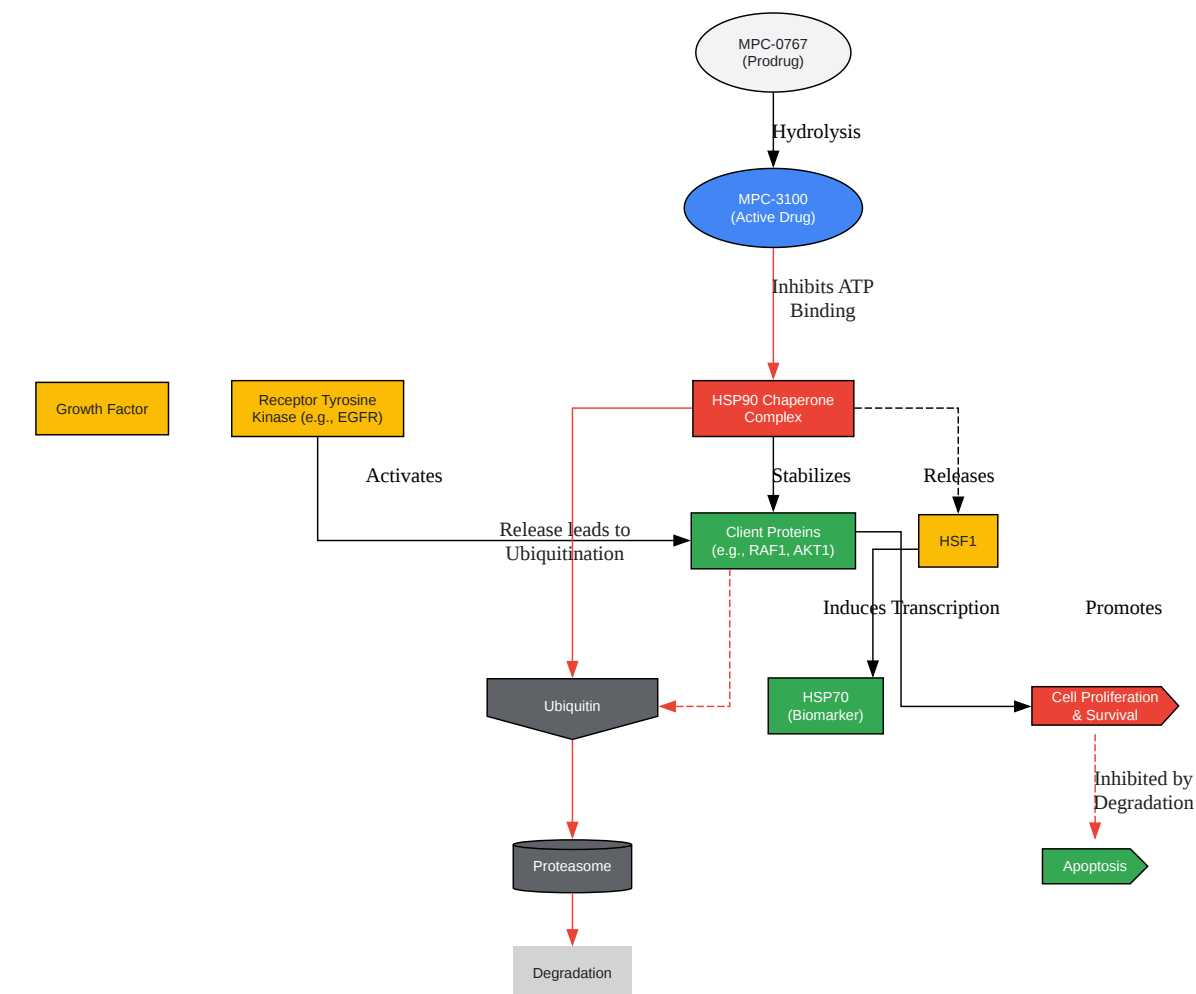 MPC-0767
(Prodrug)
Hydrolysis
MPC-3100
(Active Drug)
Inhibits ATP
Binding
Growth Factor
Receptor Tyrosine
Kinase (e.g., EGFR)
HSP90 Chaperone
Complex
Activates
Stabilizes
Releases
Release leads to
Ubiquitination
Client Proteins
(e.g., RAF1, AKT1)
HSF1
Induces Transcription
Promotes
Ubiquitin
HSP70
(Biomarker)
Cell Proliferation
& Survival
Inhibited by
Degradation
Proteasome
Apoptosis
Degradation